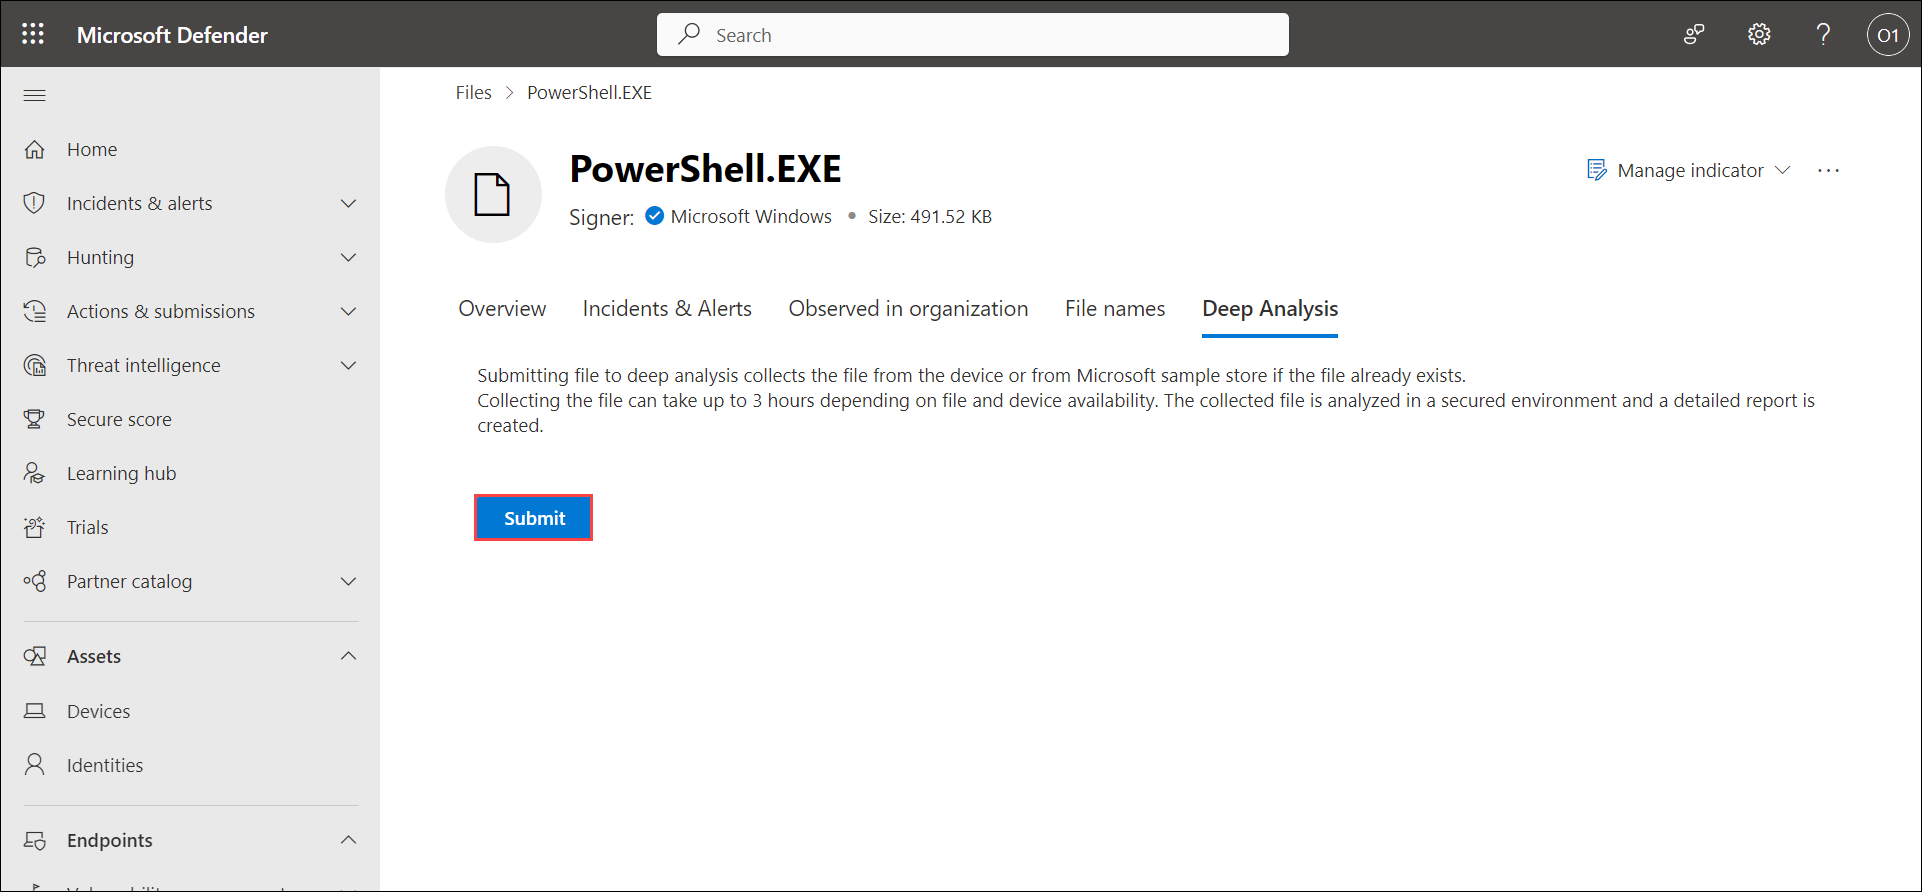 Microsoft Defender
Search
O1
Files > PowerShell.EXE
Home
Incidents & alerts
Hunting
Actions & submissions
Threat intelligence
Secure score
Learning hub
Trials
Partner catalog
Assets
Devices
Identities
Endpoints
PowerShell.EXE
Signer: Microsoft Windows • Size: 491.52 KB
Manage indicator ...
Overview Incidents & Alerts Observed in organization File names Deep Analysis
Submitting file to deep analysis collects the file from the device or from Microsoft sample store if the file already exists.
Collecting the file can take up to 3 hours depending on file and device availability. The collected file is analyzed in a secured environment and a detailed report is
created.
Submit